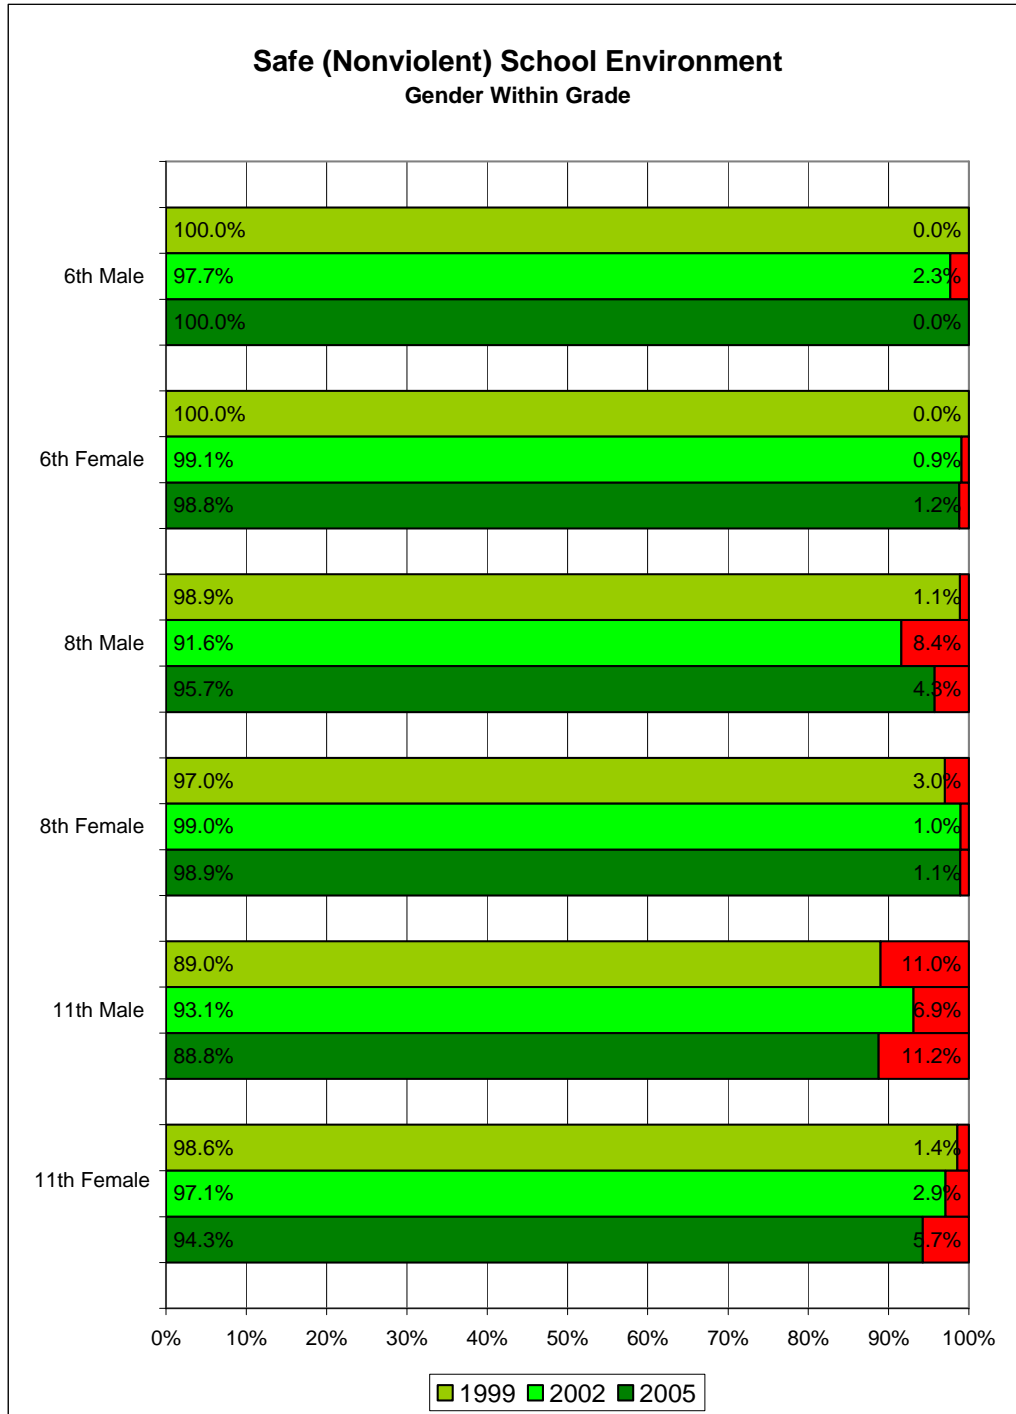 Safe (Nonviolent) School Environment
Gender Within Grade
100.0% 0.0%
6th Male 97.7% 2.3%
100.0% 0.0%
100.0% 0.0%
6th Female 99.1% 0.9%
98.8% 1.2%
98.9% 1.1%
8th Male 91.6% 8.4%
95.7% 4.3%
97.0% 3.0%
8th Female 99.0% 1.0%
98.9% 1.1%
89.0% 11.0%
11th Male 93.1% 6.9%
88.8% 11.2%
98.6% 1.4%
11th Female 97.1% 2.9%
94.3% 5.7%
0% 10% 20% 30% 40% 50% 60% 70% 80% 90% 100%
1999 2002 2005